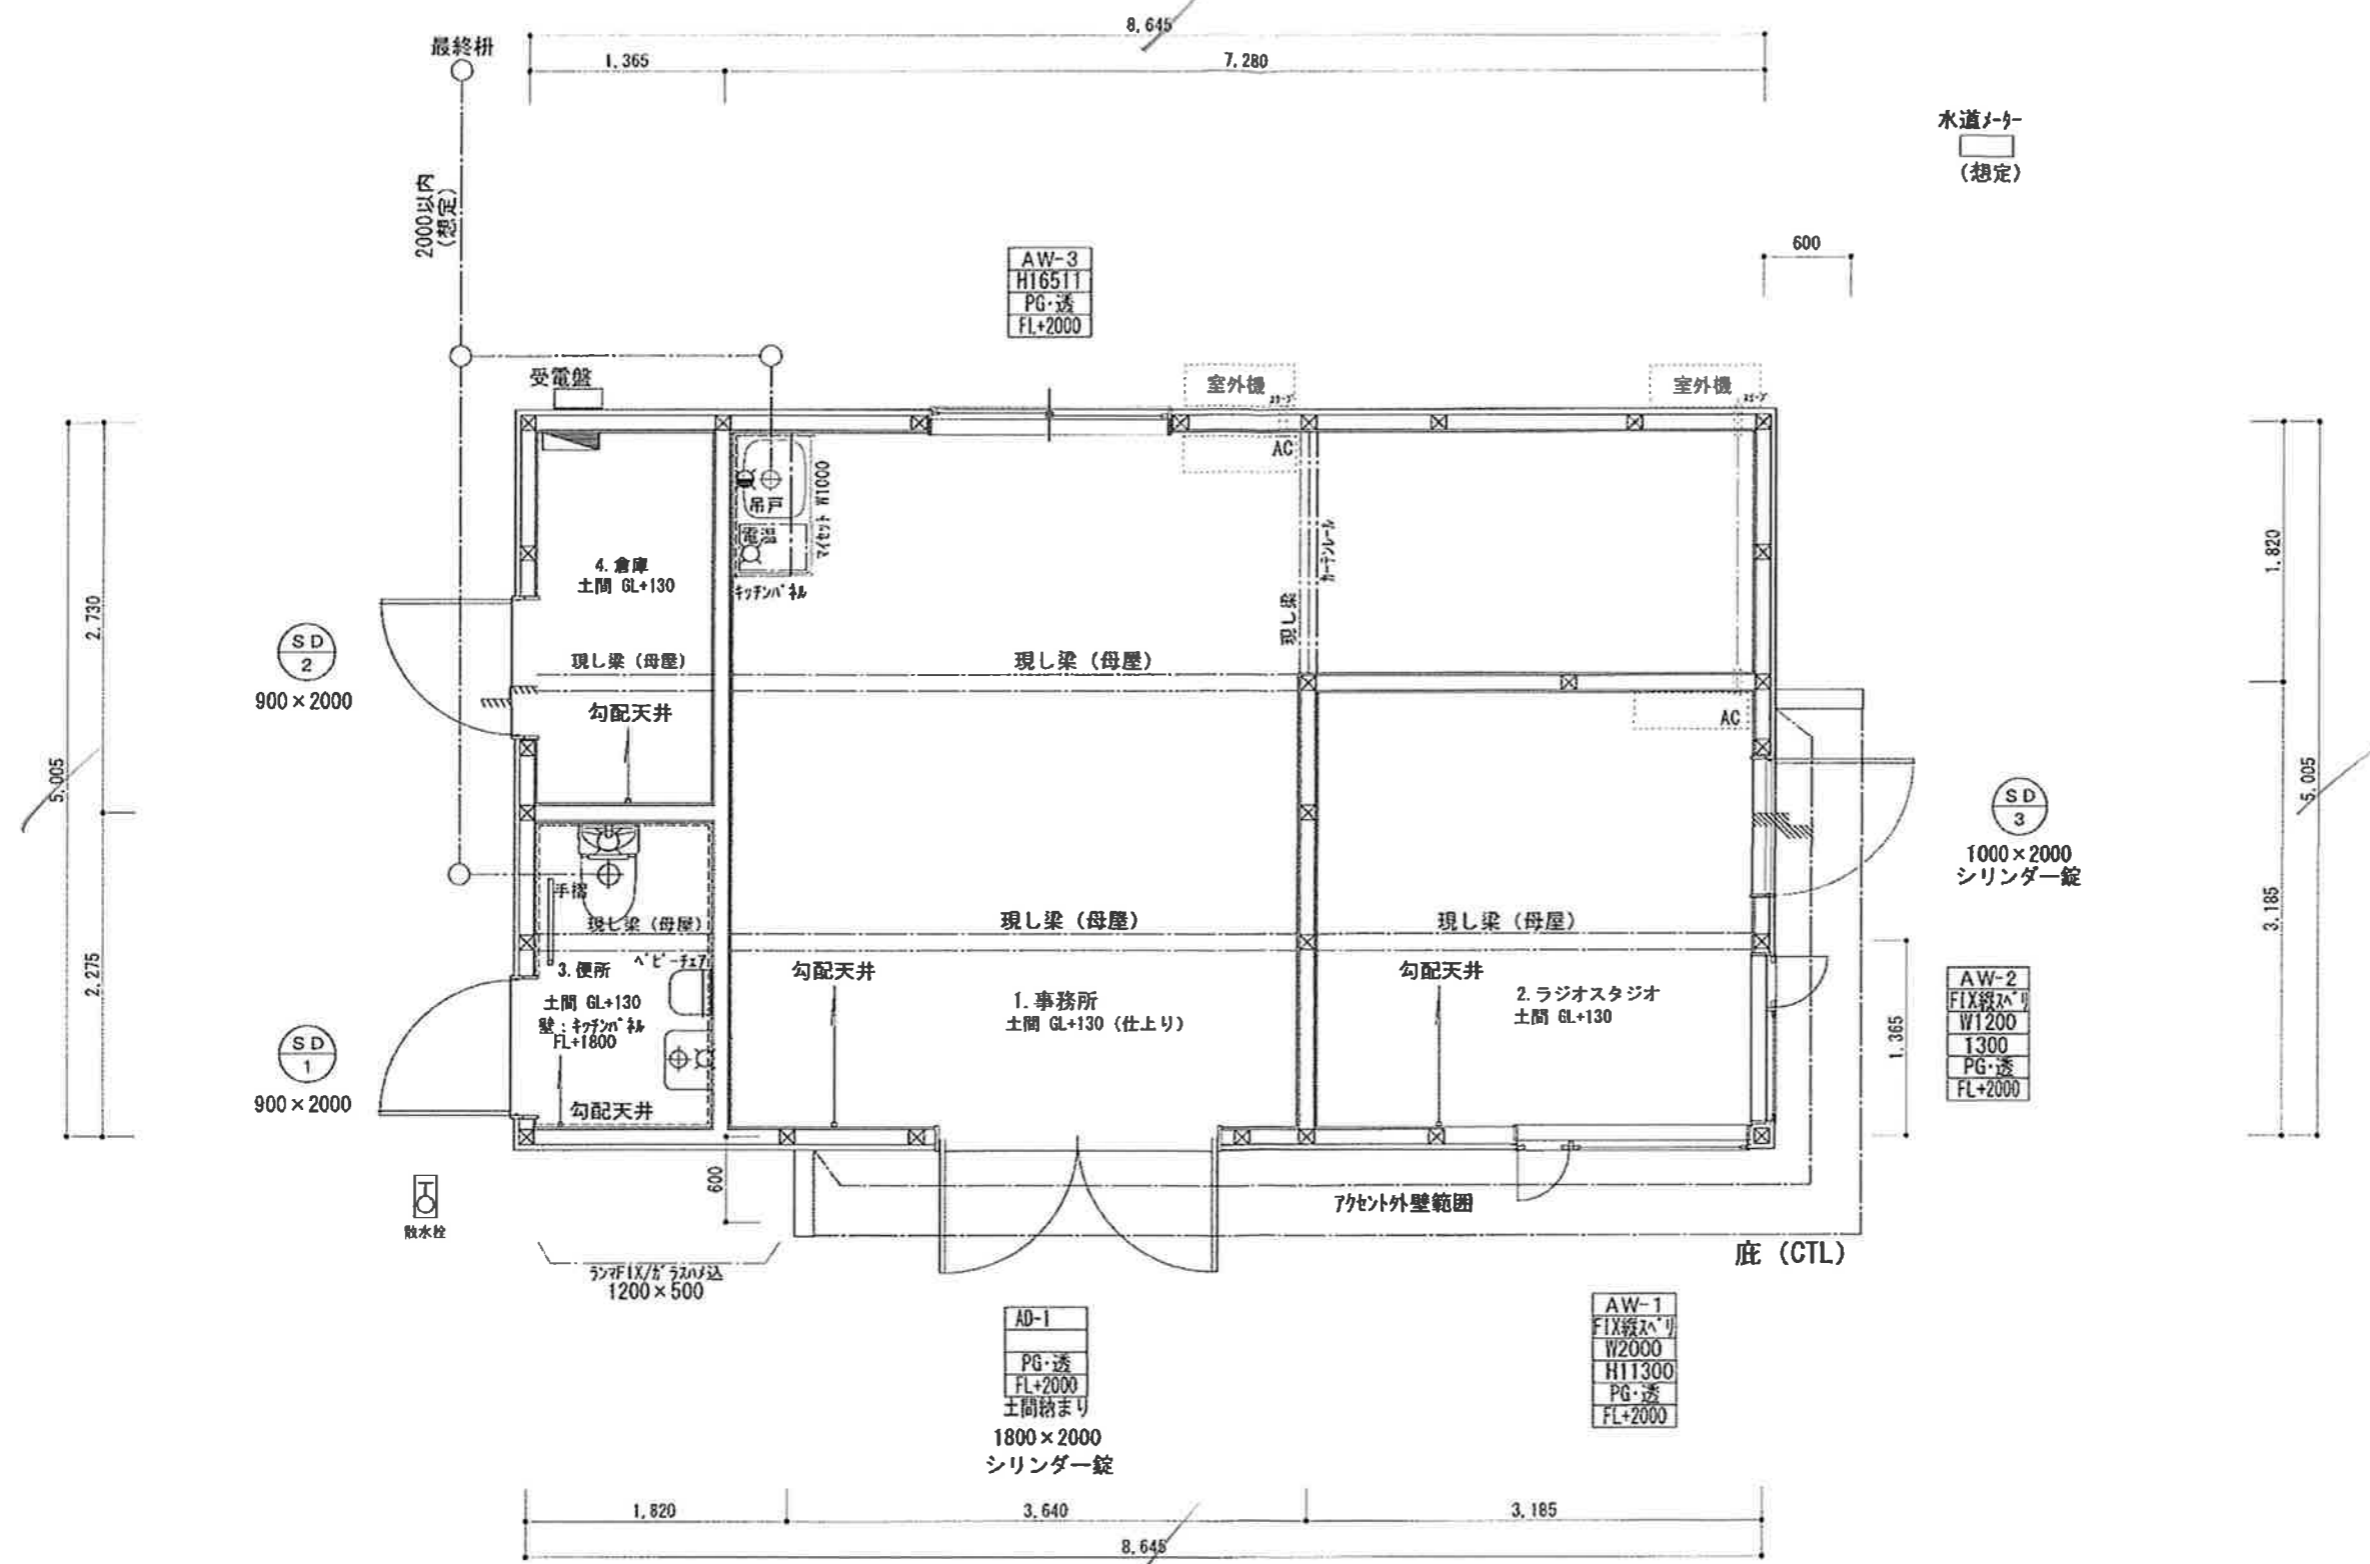 8,645
最終枡
1,365
7,280
水道ﾒｰﾀｰ
(想定)
2000以内
(想定)
600
AW-3
H16511
PG・透
FL+2000
受電盤
室外機
室外機
ｽﾘｰﾌﾞ
ｽﾘｰﾌﾞ
AC
吊戸
電温
ﾏｲｾｯﾄ W1000
ｷｯﾁﾝﾊﾟﾈﾙ
ｶｰﾃﾝﾚｰﾙ
現し梁
4.倉庫
土間 GL+130
1,820
2,730
SD
2
900×2000
現し梁（母屋）
現し梁（母屋）
勾配天井
AC
5,005
5,005
SD
3
1000×2000
シリンダー錠
手摺
現し梁（母屋）
現し梁（母屋）
現し梁（母屋）
3,185
2,275
3.便所
ﾍﾞﾋﾞｰﾁｪｱ
土間 GL+130
壁：ｷｯﾁﾝﾊﾟﾈﾙ
FL+1800
勾配天井
勾配天井
1.事務所
土間 GL+130（仕上り）
勾配天井
2.ラジオスタジオ
土間 GL+130
1,365
AW-2
FIX縦ｽﾍﾞﾘ
W1200
1300
PG・透
FL+2000
SD
1
900×2000
600
散水栓
ｱｸｾﾝﾄ外壁範囲
庇（CTL）
ﾗﾝﾏFIX/ｶﾞﾗｽﾊﾒ込
1200×500
AD-1
PG・透
FL+2000
土間納まり
1800×2000
シリンダー錠
AW-1
FIX縦ｽﾍﾞﾘ
W2000
H11300
PG・透
FL+2000
1,820
3,640
3,185
8,645